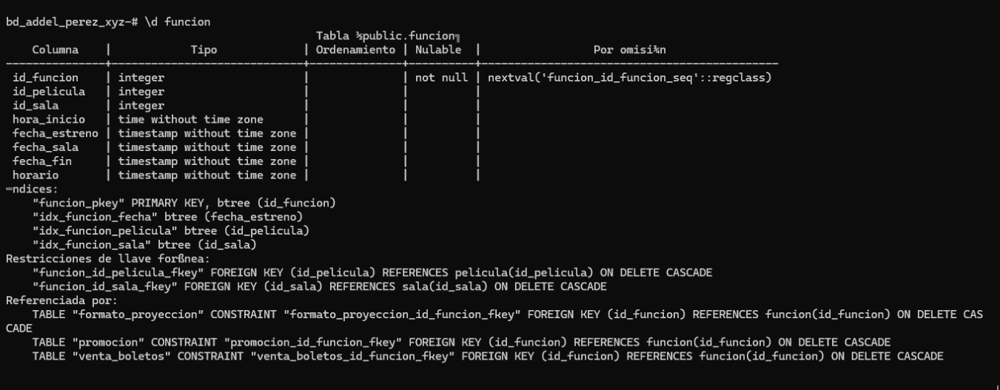 bd_addel_perez_xyz-# \d funcion
                                             Tabla ¾public.funcion╗
    Columna    |            Tipo             | Ordenamiento | Nulable  |                 Por omisi¾n
---------------+-----------------------------+--------------+----------+---------------------------------------------
 id_funcion    | integer                     |              | not null | nextval('funcion_id_funcion_seq'::regclass)
 id_pelicula   | integer                     |              |          |
 id_sala       | integer                     |              |          |
 hora_inicio   | time without time zone      |              |          |
 fecha_estreno | timestamp without time zone |              |          |
 fecha_sala    | timestamp without time zone |              |          |
 fecha_fin     | timestamp without time zone |              |          |
 horario       | timestamp without time zone |              |          |
═ndices:
    "funcion_pkey" PRIMARY KEY, btree (id_funcion)
    "idx_funcion_fecha" btree (fecha_estreno)
    "idx_funcion_pelicula" btree (id_pelicula)
    "idx_funcion_sala" btree (id_sala)
Restricciones de llave forßnea:
    "funcion_id_pelicula_fkey" FOREIGN KEY (id_pelicula) REFERENCES pelicula(id_pelicula) ON DELETE CASCADE
    "funcion_id_sala_fkey" FOREIGN KEY (id_sala) REFERENCES sala(id_sala) ON DELETE CASCADE
Referenciada por:
    TABLE "formato_proyeccion" CONSTRAINT "formato_proyeccion_id_funcion_fkey" FOREIGN KEY (id_funcion) REFERENCES funcion(id_funcion) ON DELETE CAS
CADE
    TABLE "promocion" CONSTRAINT "promocion_id_funcion_fkey" FOREIGN KEY (id_funcion) REFERENCES funcion(id_funcion) ON DELETE CASCADE
    TABLE "venta_boletos" CONSTRAINT "venta_boletos_id_funcion_fkey" FOREIGN KEY (id_funcion) REFERENCES funcion(id_funcion) ON DELETE CASCADE